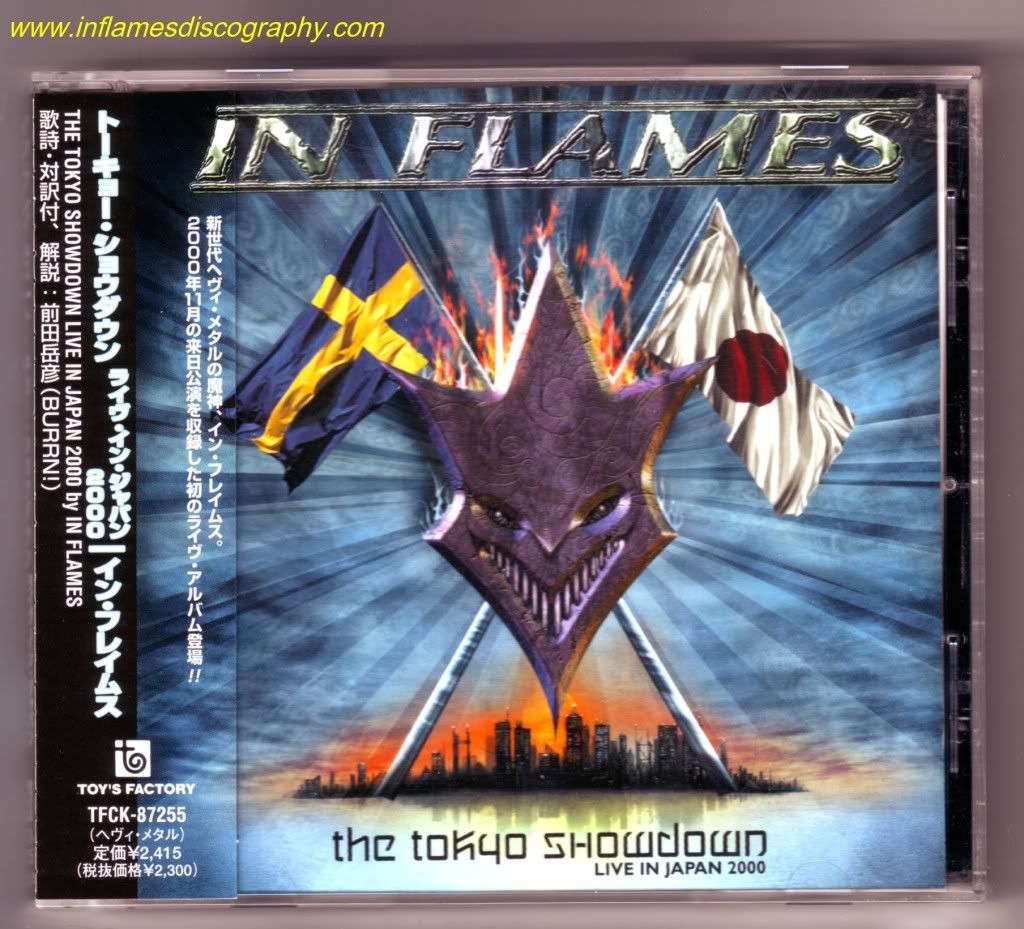 www.inflamesdiscography.com
IN FLAMES
トーキョー・ショウダウン ライヴ・イン・ジャパン2000/イン・フレイムス
THE TOKYO SHOWDOWN LIVE IN JAPAN 2000 by IN FLAMES
歌詩・対訳付、解説：前田岳彦(BURRN!)
新世代ヘヴィ・メタルの魔神、イン・フレイムス。
2000年11月の来日公演を収録した初のライヴ・アルバム登場!!
TOY'S FACTORY
TFCK-87255
(ヘヴィ・メタル)
定価¥2,415
(税抜価格¥2,300)
the tokyo showdown
LIVE IN JAPAN 2000